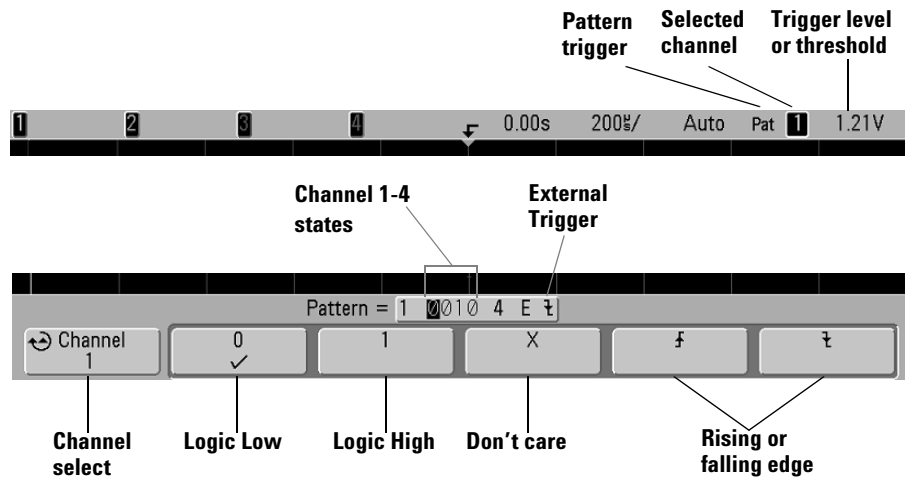 Pattern trigger
Selected channel
Trigger level or threshold
1 2 3 4 0.00s 200㎲/ Auto Pat 1 1.21V
Channel 1-4 states
External Trigger
Pattern = 1 0010 4 E
Channel 1
0
1
X
Channel select
Logic Low
Logic High
Don't care
Rising or falling edge